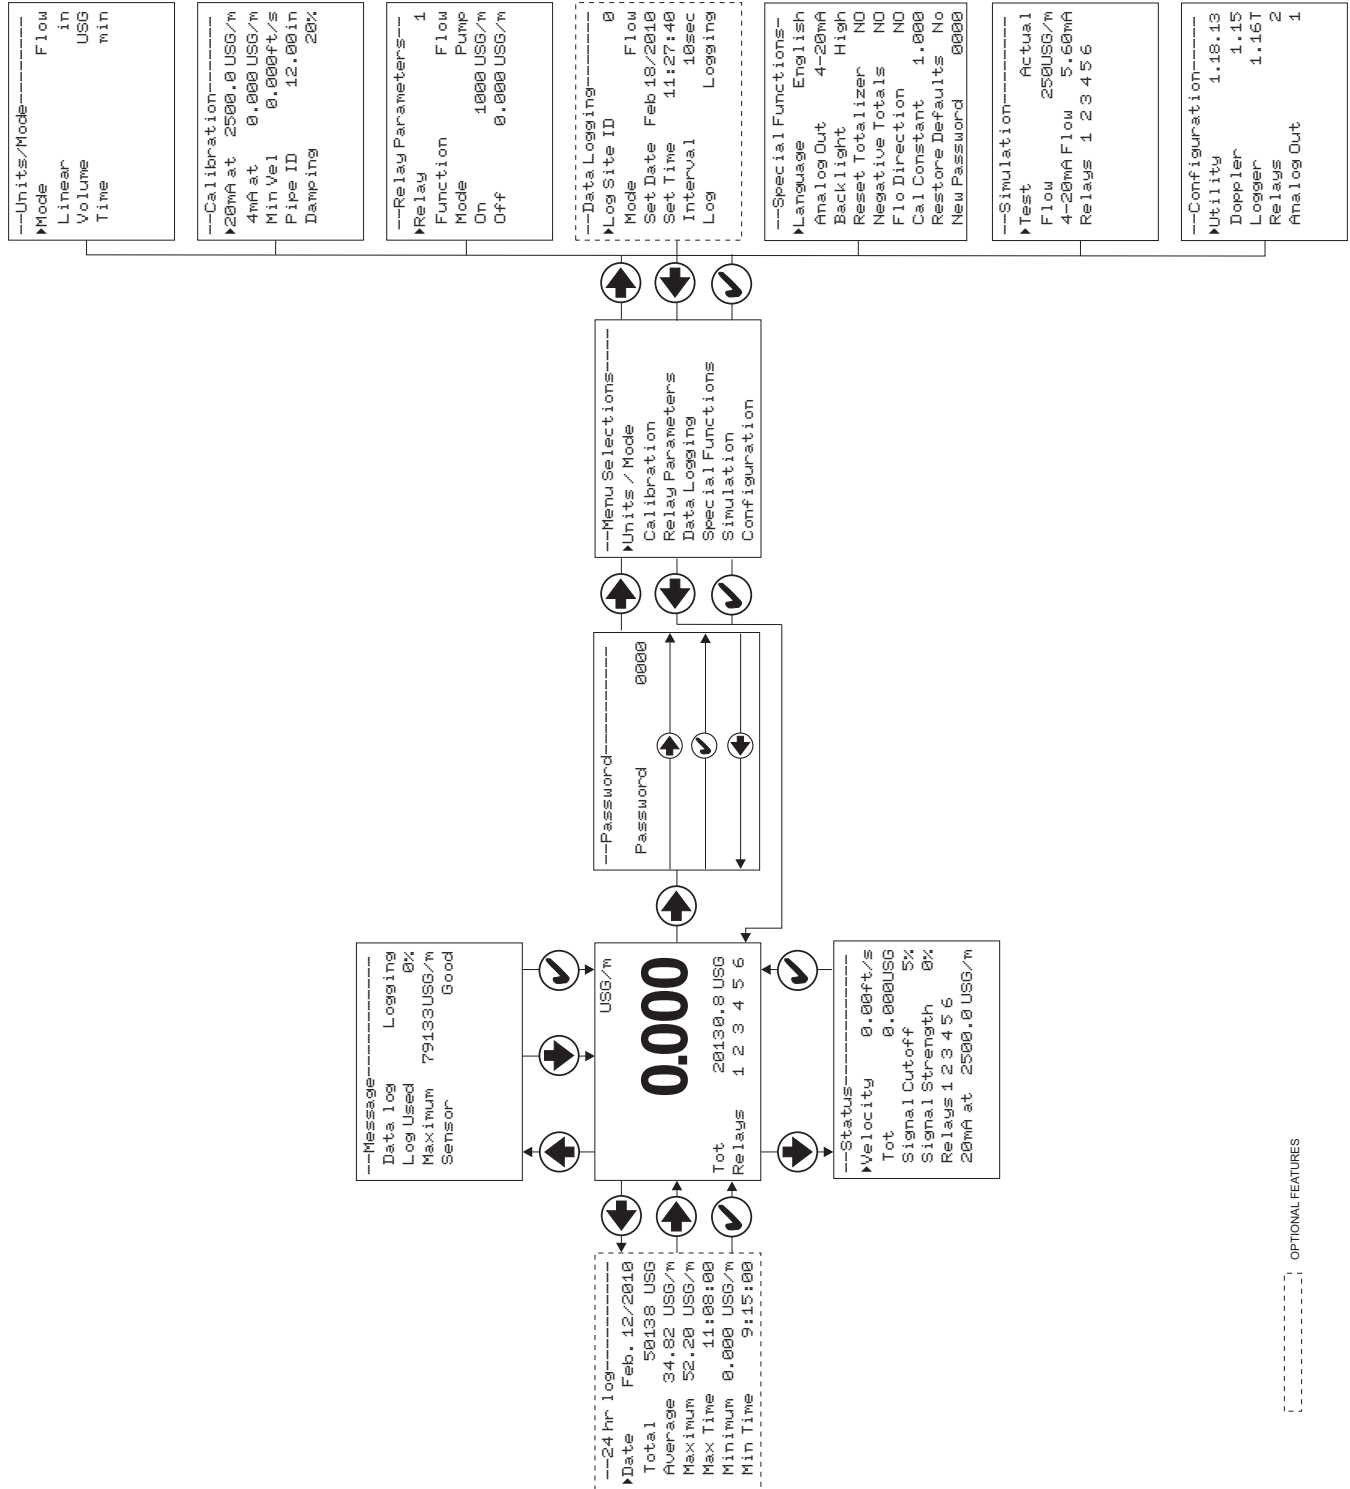 --24 hr log----------
▶Date Feb. 12/2010
Total 50138 USG
Average 34.82 USG/m
Maximum 52.20 USG/m
Max Time 11:08:00
Minimum 0.000 USG/m
Min Time 9:15:00
--Message------------
Data log Logging
Log Used 0%
Maximum 79133USG/m
Sensor Good
USG/m
0.000
Tot 20130.8 USG
Relays 1 2 3 4 5 6
--Status-------------
▶Velocity 0.00ft/s
Tot 0.000USG
Signal Cutoff 5%
Signal Strength 0%
Relays 1 2 3 4 5 6
20mA at 2500.0 USG/m
--Password-----------
Password 0000
--Menu Selections----
▶Units / Mode
Calibration
Relay Parameters
Data Logging
Special Functions
Simulation
Configuration
--Units/Mode---------
▶Mode Flow
Linear in
Volume USG
Time min
--Calibration--------
▶20mA at 2500.0 USG/m
4mA at 0.000 USG/m
Min Vel 0.000ft/s
Pipe ID 12.00in
Damping 20%
--Relay Parameters---
▶Relay 1
Function Flow
Mode Pump
On 1000 USG/m
Off 0.000 USG/m
--Data Logging-------
▶Log Site ID 0
Mode Flow
Set Date Feb 18/2010
Set Time 11:27:40
Interval 10sec
Log Logging
--Special Functions-
▶Language English
Analog Out 4-20mA
Backlight High
Reset Totalizer NO
Negative Totals NO
Flo Direction NO
Cal Constant 1.000
Restore Defaults No
New Password 0000
--Simulation---------
▶Test Actual
Flow 250USG/m
4-20mA Flow 5.60mA
Relays 1 2 3 4 5 6
--Configuration------
▶Utility 1.18.13
Doppler 1.15
Logger 1.16T
Relays 2
Analog Out 1
OPTIONAL FEATURES